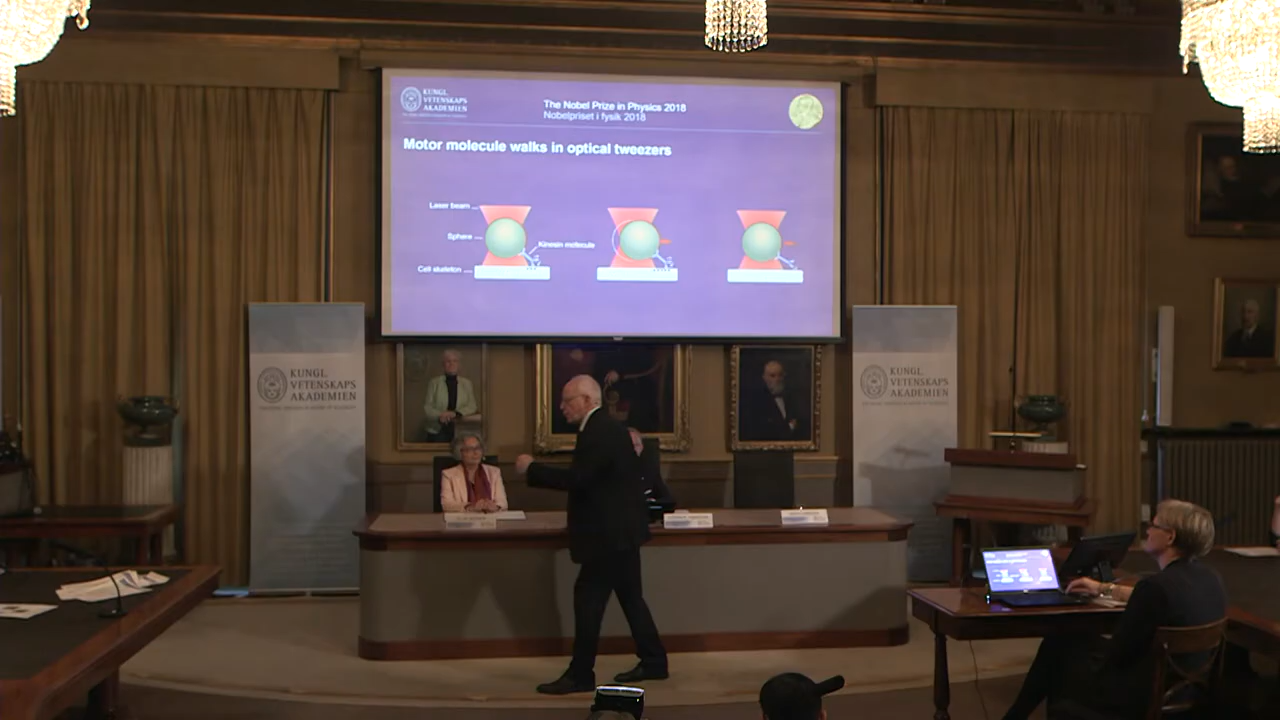 KUNGL.
VETENSKAPS
AKADEMIEN
The Nobel Prize in Physics 2018
Nobelpriset i fysik 2018
Motor molecule walks in optical tweezers
Laser beam
Sphere
Kinesin molecule
Cell skeleton
KUNGL.
VETENSKAPS
AKADEMIEN
KUNGL.
VETENSKAPS
AKADEMIEN